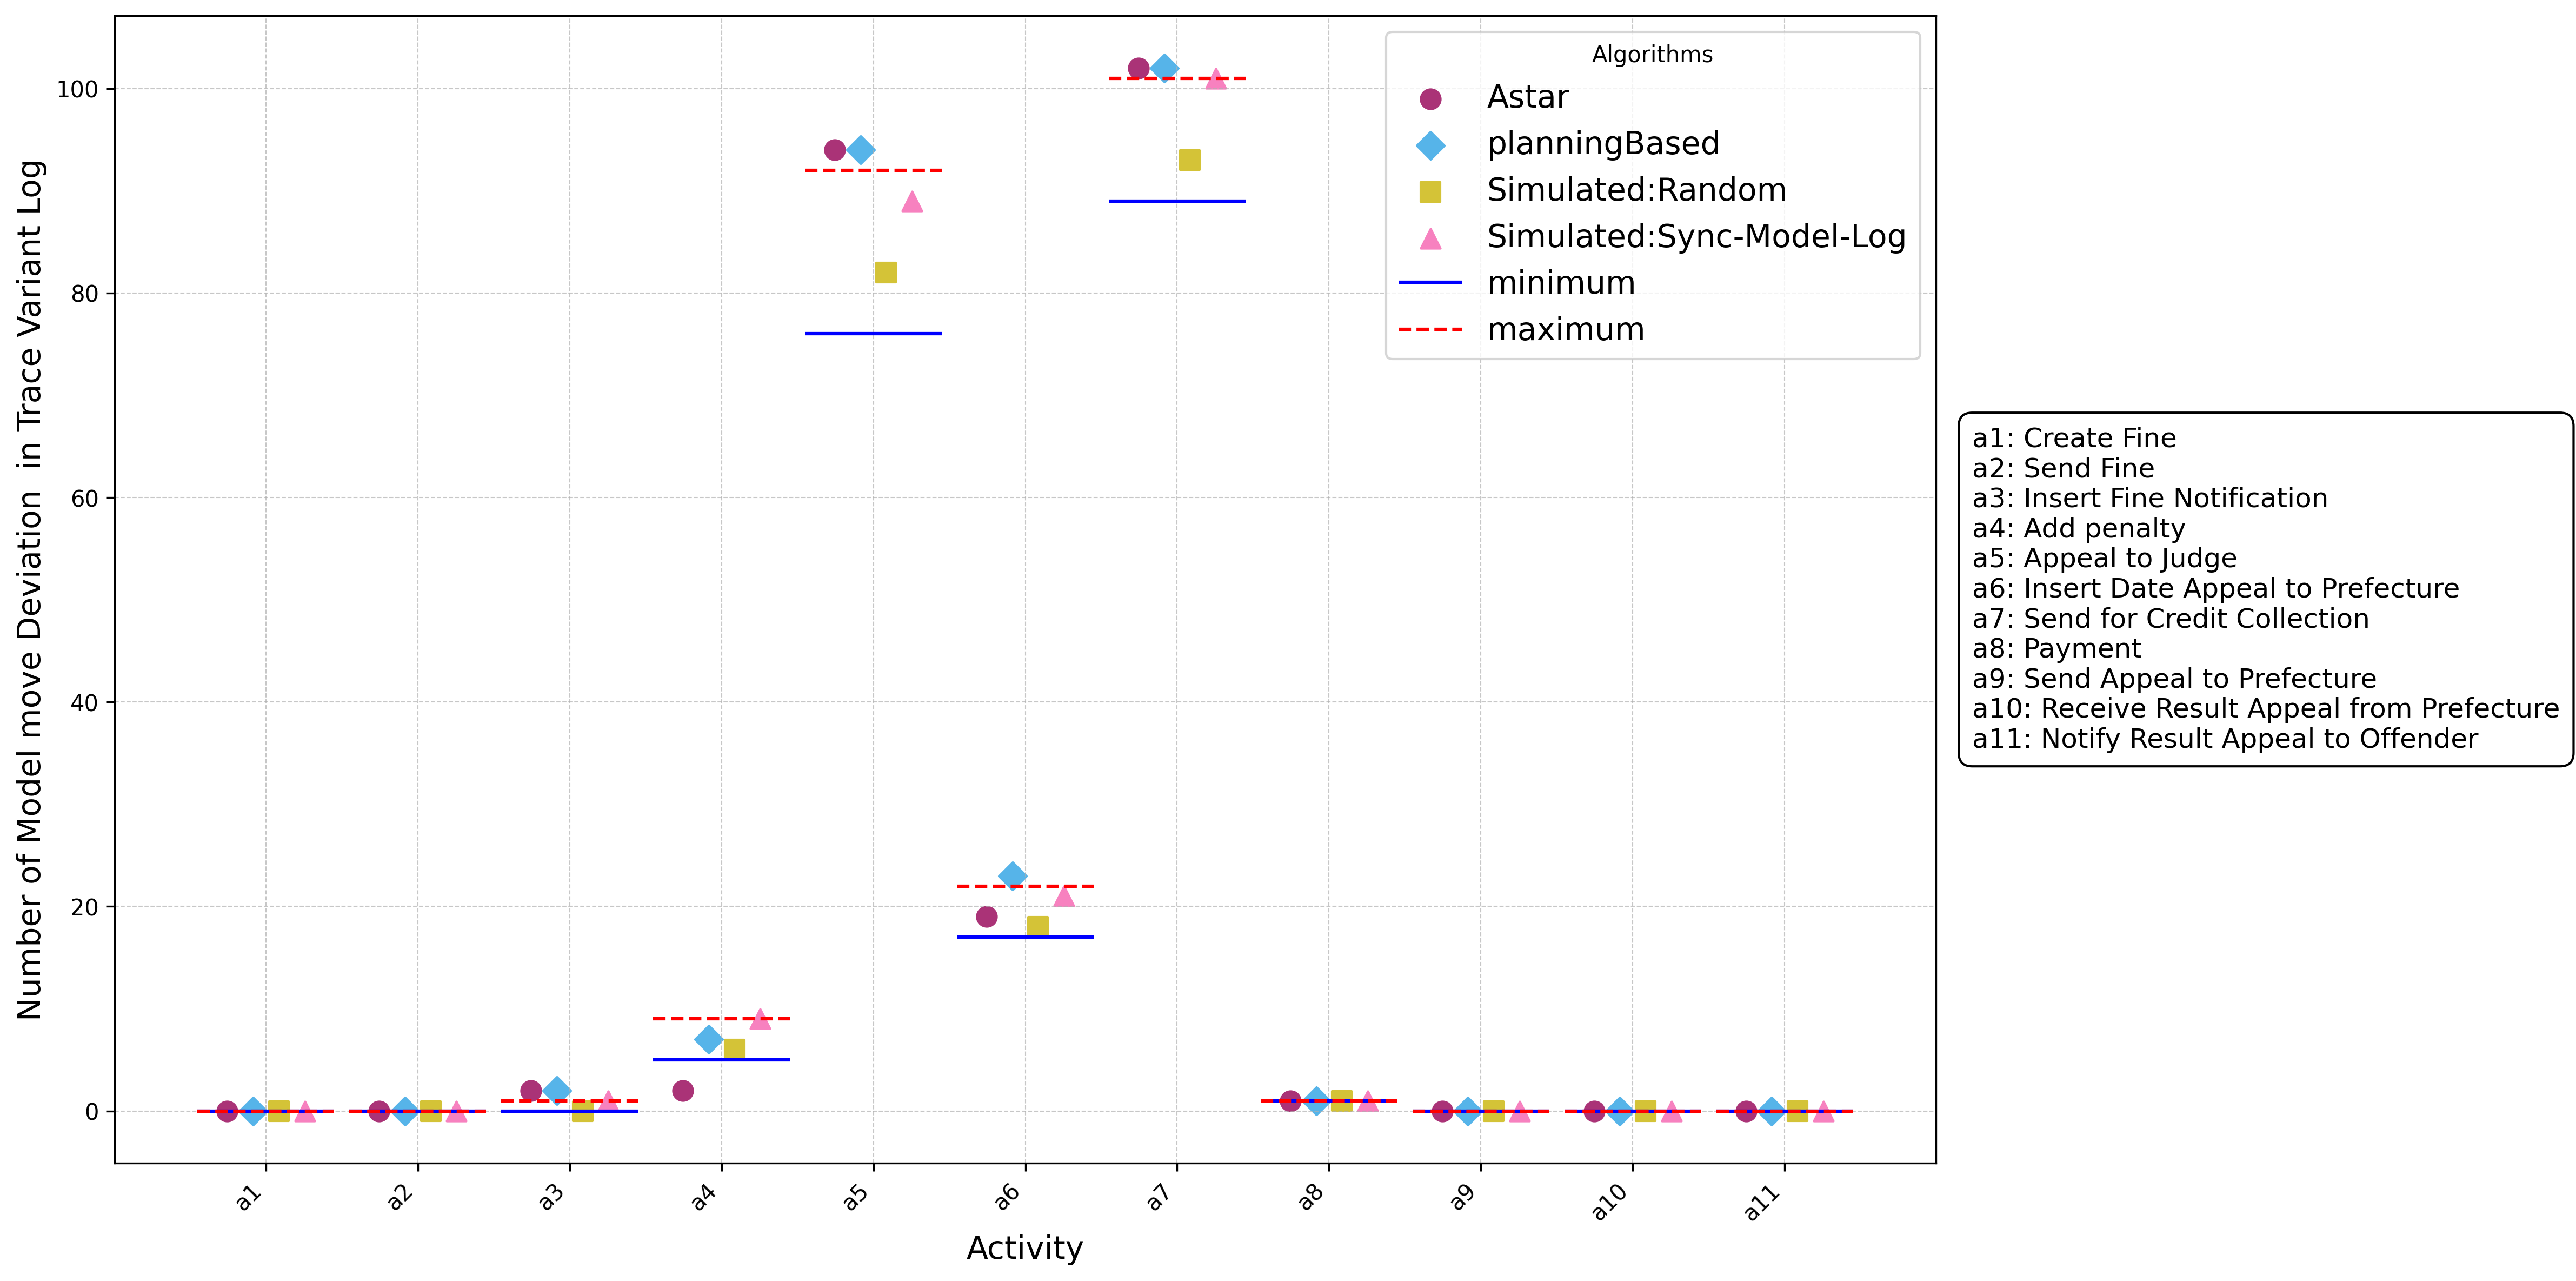 Number of Model move Deviation  in Trace Variant Log
100
80
60
40
20
0
Algorithms
Astar
planningBased
Simulated:Random
Simulated:Sync-Model-Log
minimum
maximum
a1
a2
a3
a4
a5
a6
a7
a8
a9
a10
a11
Activity
a1: Create Fine
a2: Send Fine
a3: Insert Fine Notification
a4: Add penalty
a5: Appeal to Judge
a6: Insert Date Appeal to Prefecture
a7: Send for Credit Collection
a8: Payment
a9: Send Appeal to Prefecture
a10: Receive Result Appeal from Prefecture
a11: Notify Result Appeal to Offender